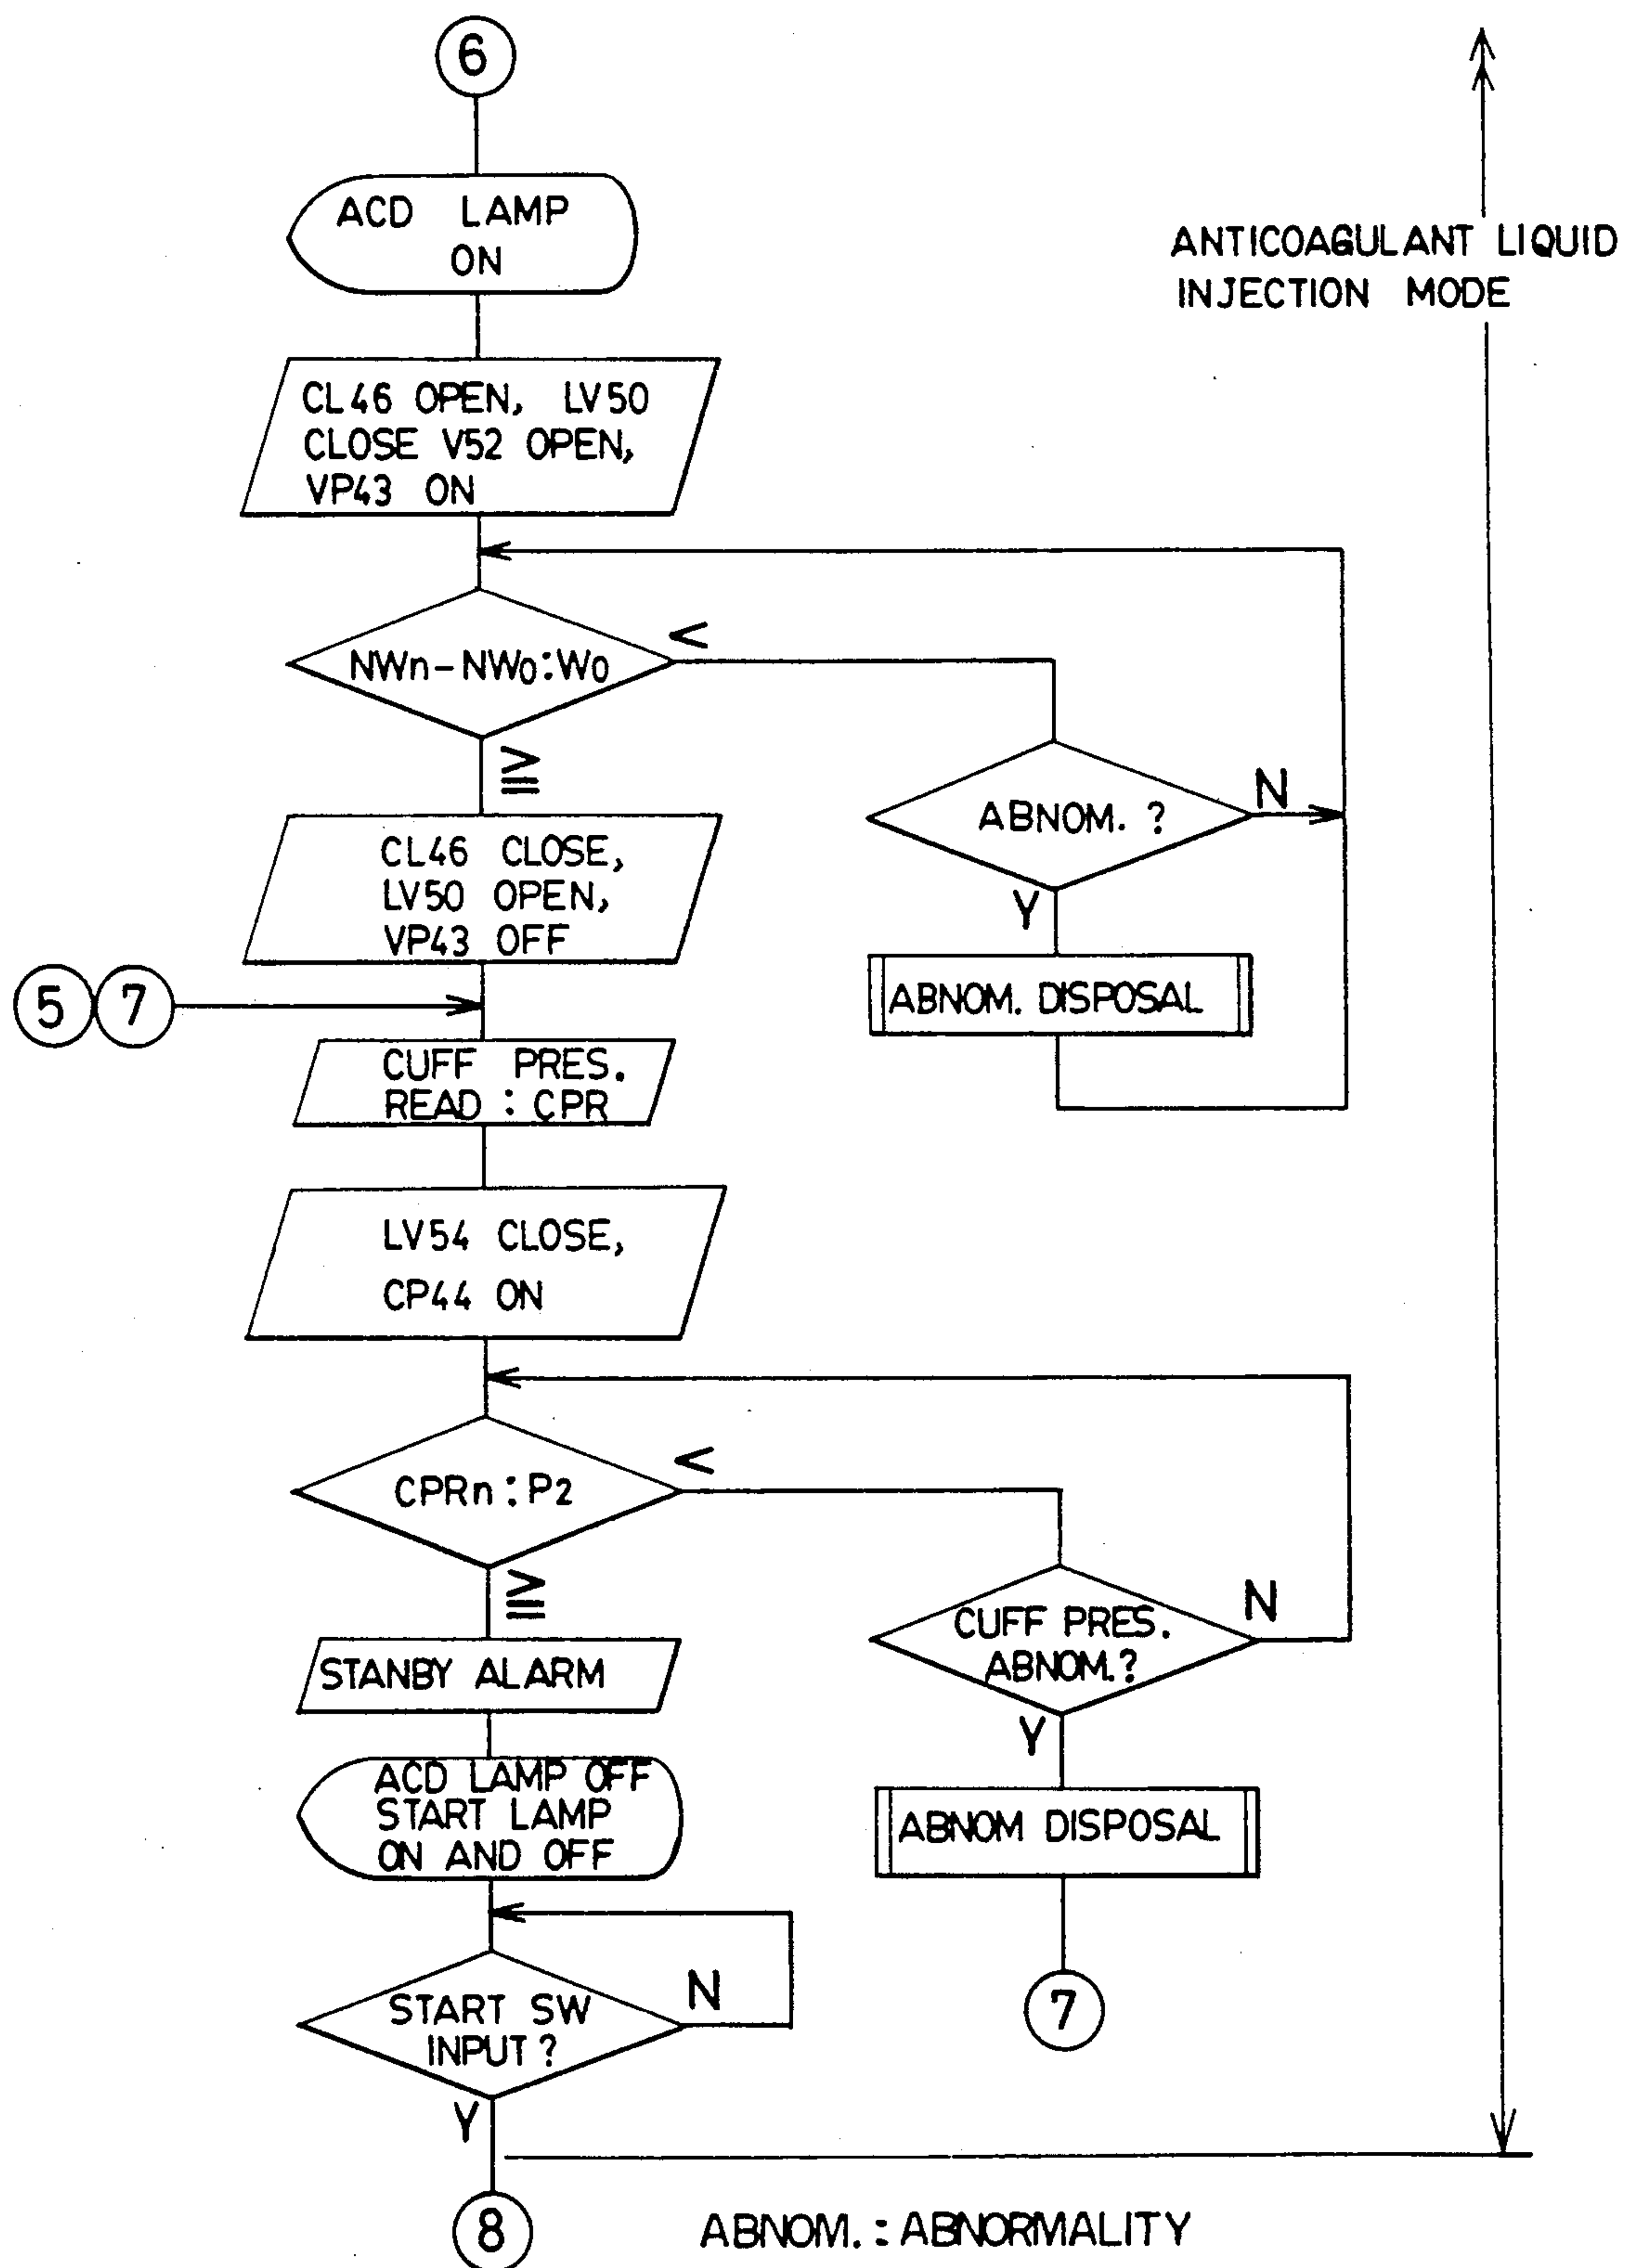 6
ACD LAMP
ON
ANTICOAGULANT LIQUID
INJECTION MODE
CL46 OPEN, LV50
CLOSE V52 OPEN,
VP43 ON
NWn-NW0:W0
<
≧
ABNOM. ?
N
Y
ABNOM. DISPOSAL
CL46 CLOSE,
LV50 OPEN,
VP43 OFF
5 7
CUFF PRES.
READ : CPR
LV54 CLOSE,
CP44 ON
CPRn:P2
<
≧
CUFF PRES.
ABNOM.?
N
Y
ABNOM DISPOSAL
7
STANBY ALARM
ACD LAMP OFF
START LAMP
ON AND OFF
START SW
INPUT?
N
Y
8
ABNOM. : ABNORMALITY